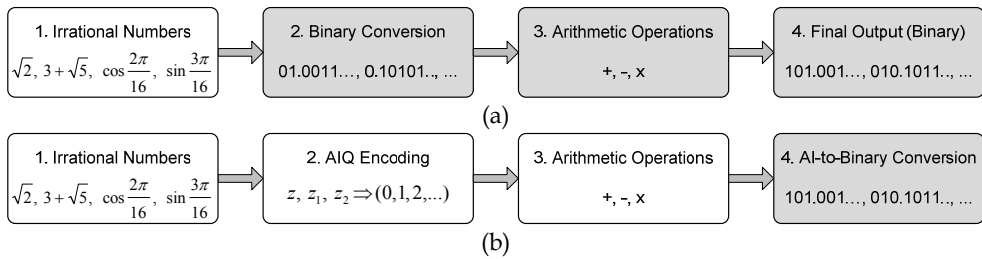 1. Irrational Numbers
√2, 3+√5, cos 2π/16, sin 3π/16
2. Binary Conversion
01.0011..., 0.10101.., ...
3. Arithmetic Operations
+, -, x
4. Final Output (Binary)
101.001..., 010.1011.., ...
(a)
1. Irrational Numbers
√2, 3+√5, cos 2π/16, sin 3π/16
2. AIQ Encoding
z, z₁, z₂ ⇒ (0,1,2,...)
3. Arithmetic Operations
+, -, x
4. AI-to-Binary Conversion
101.001..., 010.1011.., ...
(b)